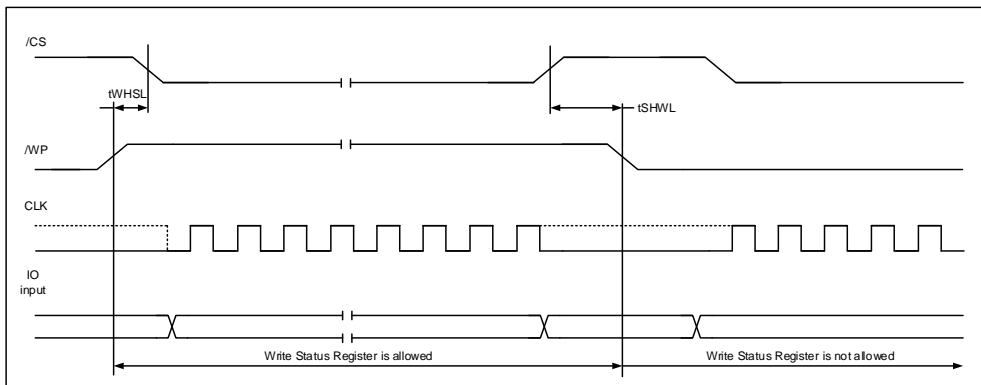 /CS
tWHSL
tSHWL
/WP
CLK
IO
input
Write Status Register is allowed
Write Status Register is not allowed